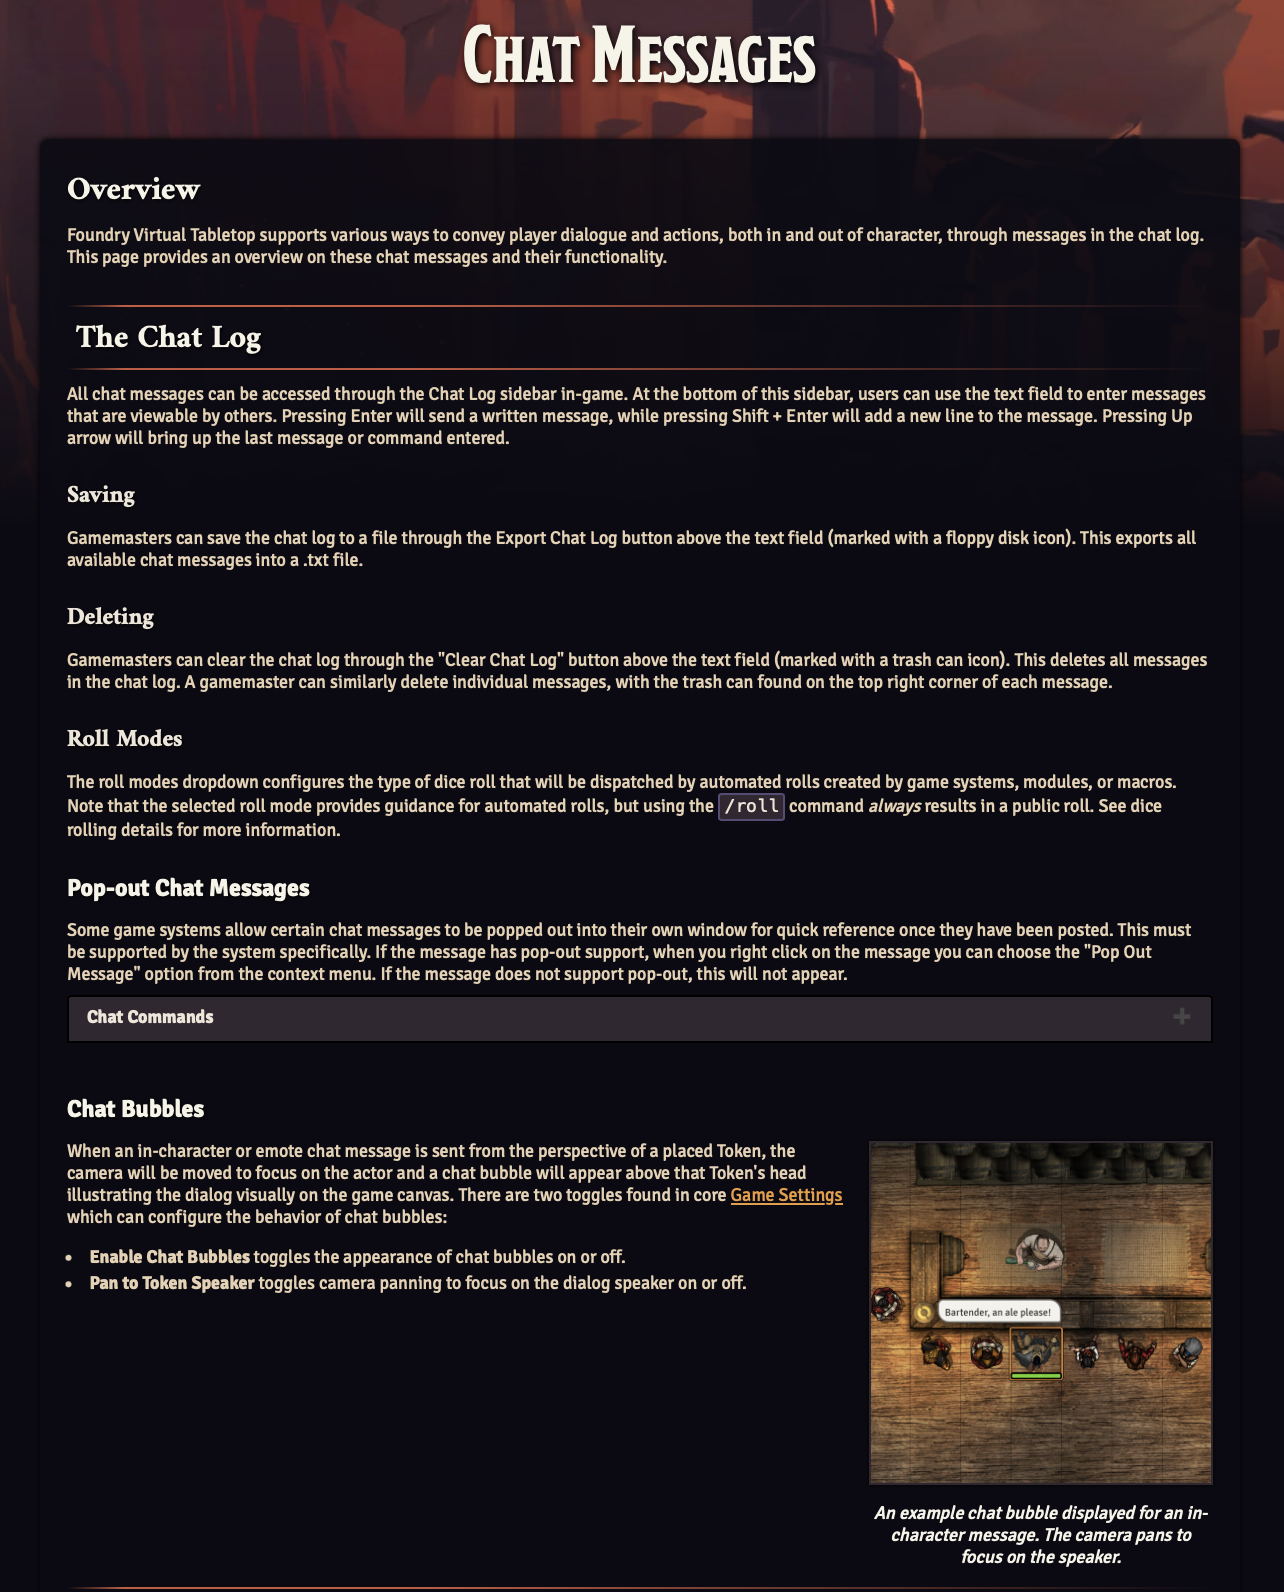 Chat Messages
Overview
Foundry Virtual Tabletop supports various ways to convey player dialogue and actions, both in and out of character, through messages in the chat log.
This page provides an overview on these chat messages and their functionality.
The Chat Log
All chat messages can be accessed through the Chat Log sidebar in-game. At the bottom of this sidebar, users can use the text field to enter messages
that are viewable by others. Pressing Enter will send a written message, while pressing Shift + Enter will add a new line to the message. Pressing Up
arrow will bring up the last message or command entered.
Saving
Gamemasters can save the chat log to a file through the Export Chat Log button above the text field (marked with a floppy disk icon). This exports all
available chat messages into a .txt file.
Deleting
Gamemasters can clear the chat log through the "Clear Chat Log" button above the text field (marked with a trash can icon). This deletes all messages
in the chat log. A gamemaster can similarly delete individual messages, with the trash can found on the top right corner of each message.
Roll Modes
The roll modes dropdown configures the type of dice roll that will be dispatched by automated rolls created by game systems, modules, or macros.
Note that the selected roll mode provides guidance for automated rolls, but using the /roll command always results in a public roll. See dice
rolling details for more information.
Pop-out Chat Messages
Some game systems allow certain chat messages to be popped out into their own window for quick reference once they have been posted. This must
be supported by the system specifically. If the message has pop-out support, when you right click on the message you can choose the "Pop Out
Message" option from the context menu. If the message does not support pop-out, this will not appear.
Chat Commands
Chat Bubbles
When an in-character or emote chat message is sent from the perspective of a placed Token, the
camera will be moved to focus on the actor and a chat bubble will appear above that Token's head
illustrating the dialog visually on the game canvas. There are two toggles found in core Game Settings
which can configure the behavior of chat bubbles:
• Enable Chat Bubbles toggles the appearance of chat bubbles on or off.
• Pan to Token Speaker toggles camera panning to focus on the dialog speaker on or off.
Bartender, an ale please!
An example chat bubble displayed for an in-
character message. The camera pans to
focus on the speaker.